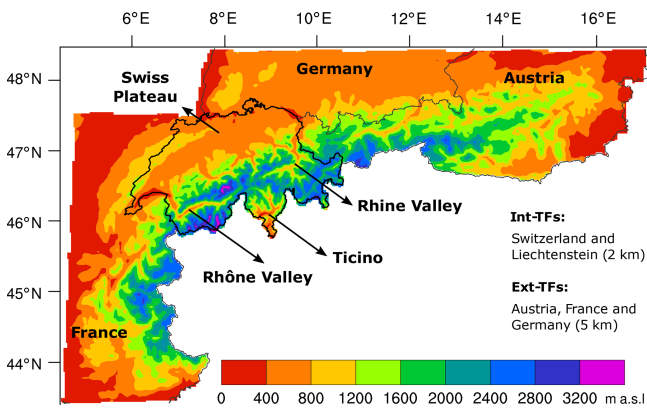 6°E 8°E 10°E 12°E 14°E 16°E
48°N
47°N
46°N
45°N
44°N
Germany
Austria
Swiss
Plateau
Rhine Valley
Ticino
Rhône Valley
France
Int-TFs:
Switzerland and
Liechtenstein (2 km)
Ext-TFs:
Austria, France and
Germany (5 km)
0 400 800 1200 1600 2000 2400 2800 3200 m a.s.l